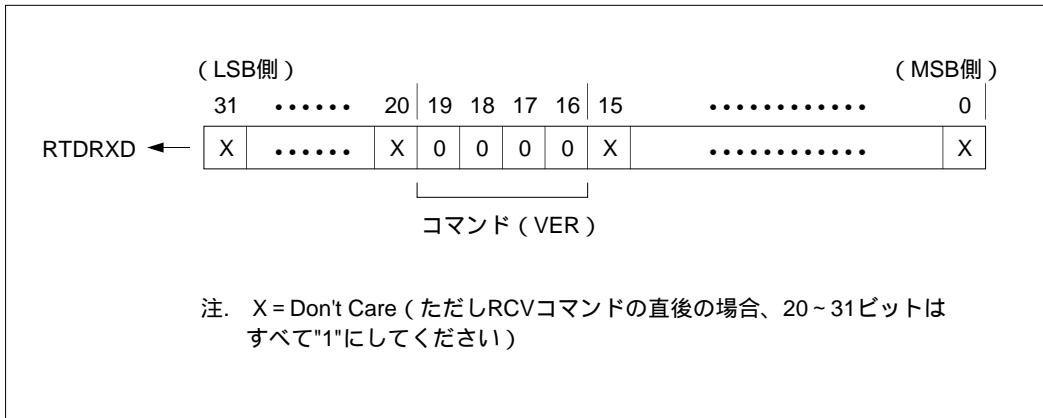 (LSB側) (MSB側)
31 •••••• 20 19 18 17 16 15 •••••••••••• 0
RTDRXD X •••••• X 0 0 0 0 X •••••••••••• X
コマンド(VER)
注. X = Don't Care(ただしRCVコマンドの直後の場合、20~31ビットは
すべて"1"にしてください)